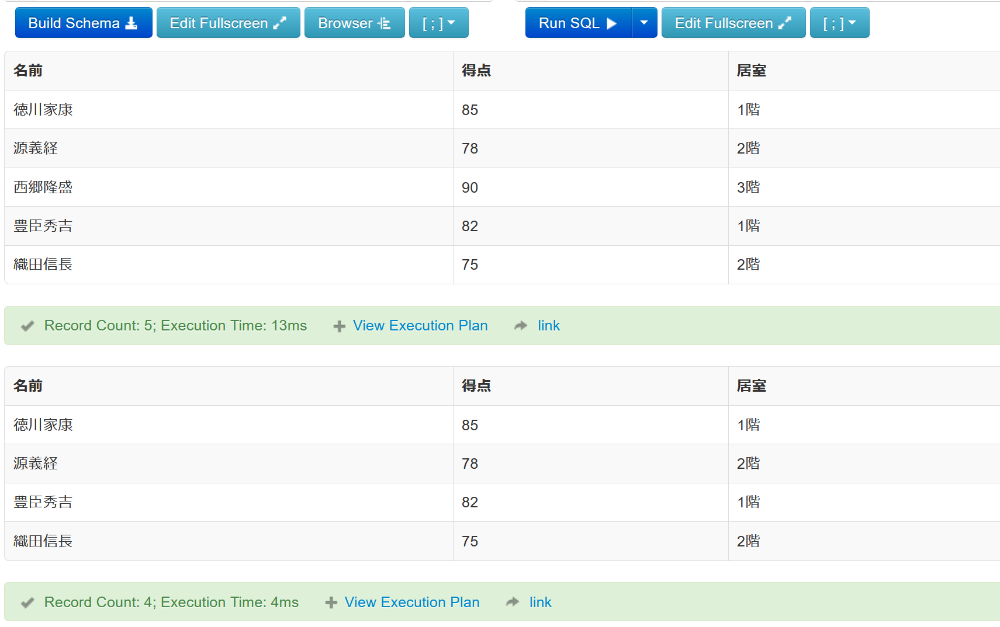 Build Schema Edit Fullscreen Browser [ ; ] Run SQL Edit Fullscreen [ ; ]
名前 得点 居室
徳川家康 85 1階
源義経 78 2階
西郷隆盛 90 3階
豊臣秀吉 82 1階
織田信長 75 2階
Record Count: 5; Execution Time: 13ms View Execution Plan link
名前 得点 居室
徳川家康 85 1階
源義経 78 2階
豊臣秀吉 82 1階
織田信長 75 2階
Record Count: 4; Execution Time: 4ms View Execution Plan link